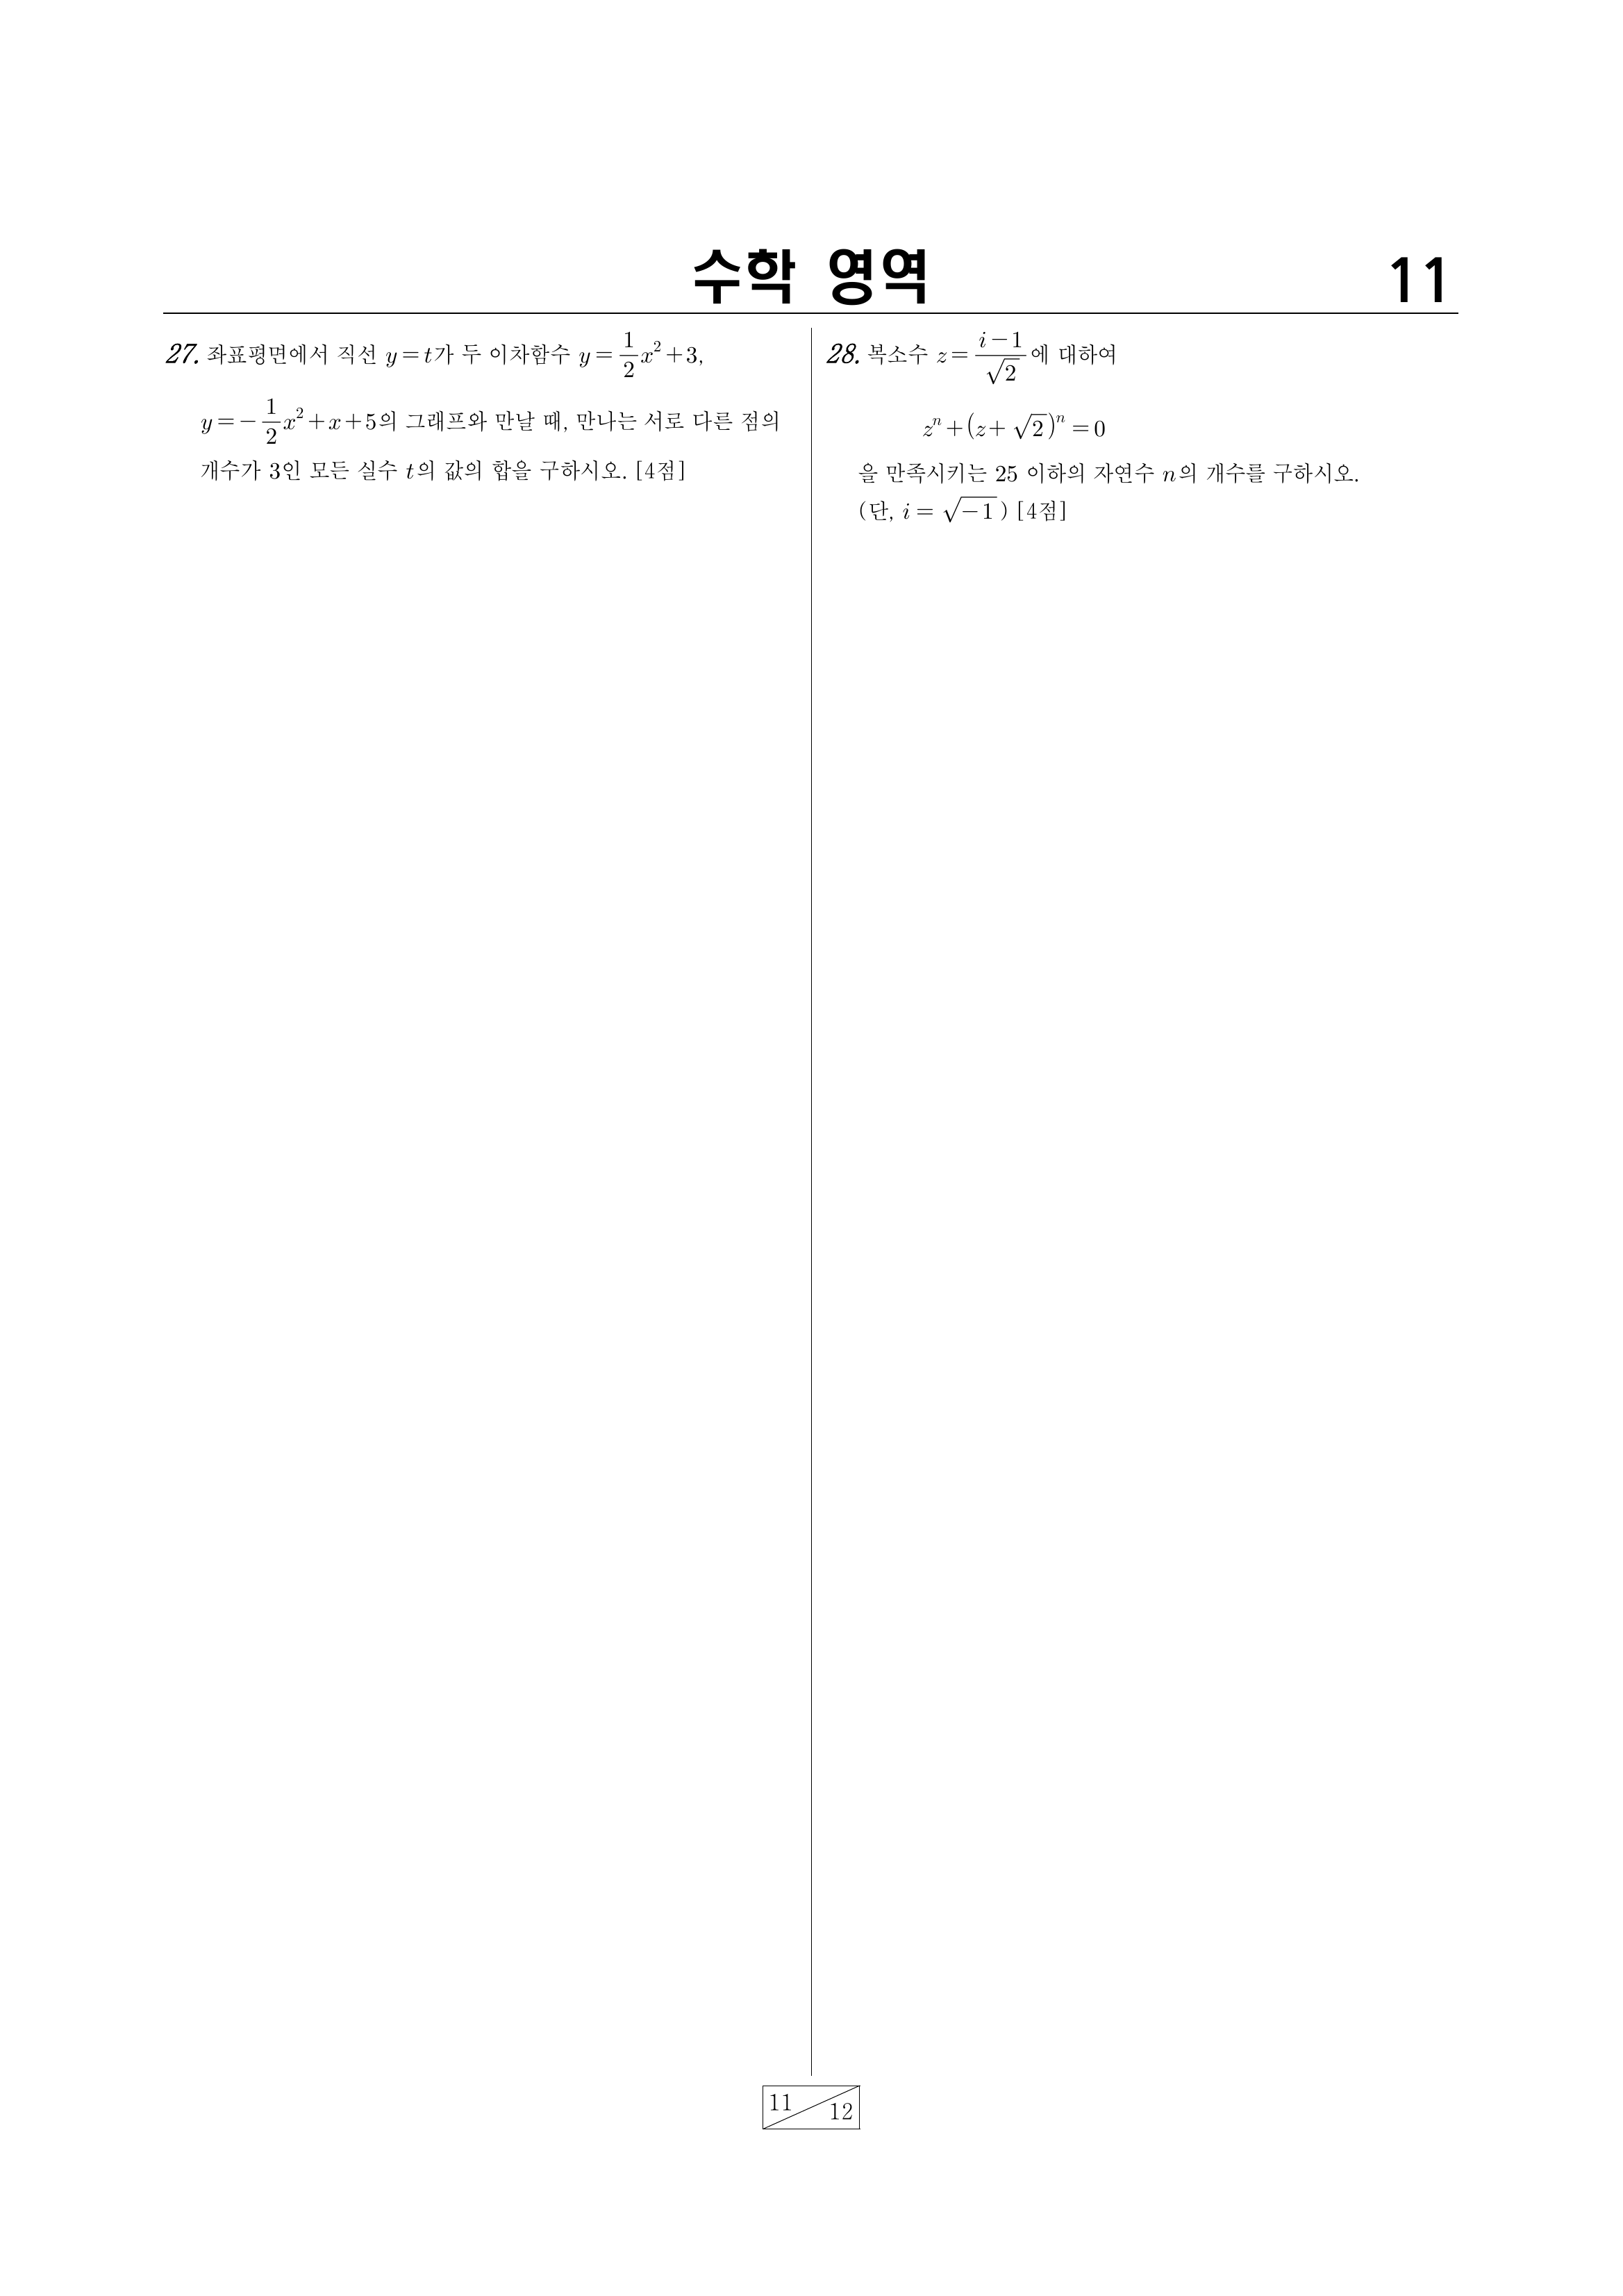 수학 영역
11
27. 좌표평면에서 직선 y=t가 두 이차함수 y=\frac{1}{2}x^2+3,
y=-\frac{1}{2}x^2+x+5의 그래프와 만날 때, 만나는 서로 다른 점의
개수가 3인 모든 실수 t의 값의 합을 구하시오. [4점]
28. 복소수 z=\frac{i-1}{\sqrt{2}}에 대하여
z^n+(z+\sqrt{2})^n=0
을 만족시키는 25 이하의 자연수 n의 개수를 구하시오.
(단, i=\sqrt{-1}) [4점]
11
12